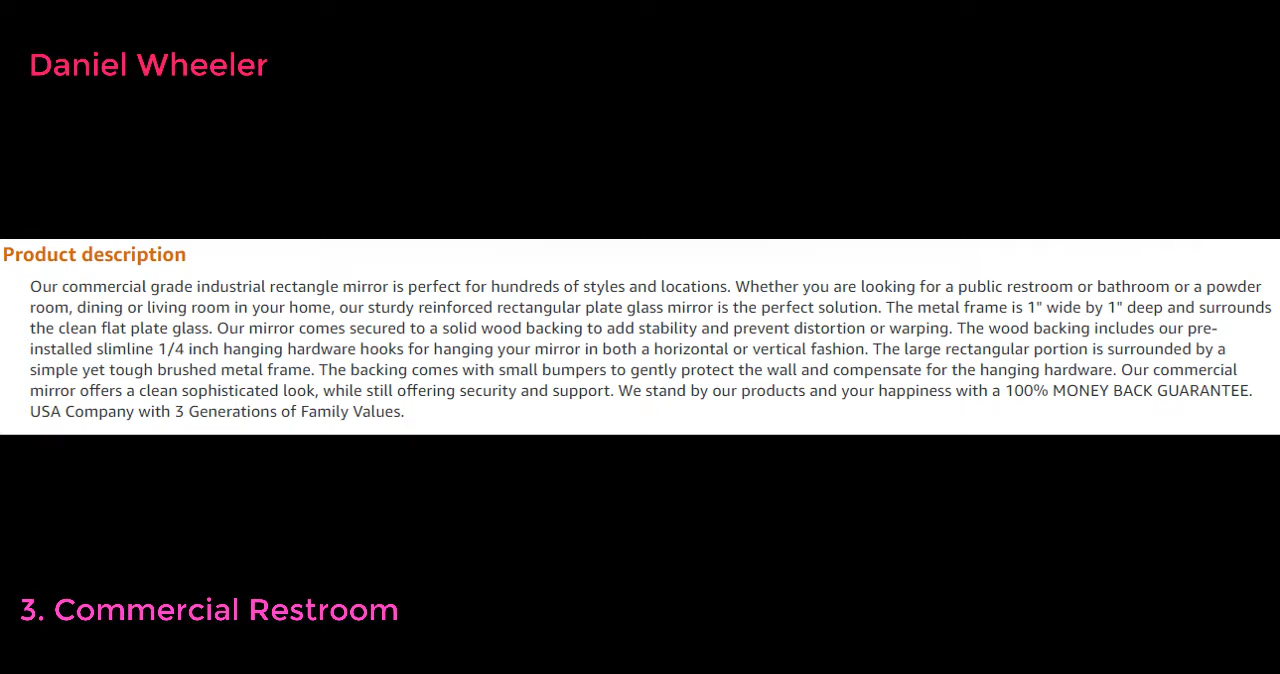 Daniel Wheeler
Product description
Our commercial grade industrial rectangle mirror is perfect for hundreds of styles and locations. Whether you are looking for a public restroom or bathroom or a powder
room, dining or living room in your home, our sturdy reinforced rectangular plate glass mirror is the perfect solution. The metal frame is 1" wide by 1" deep and surrounds
the clean flat plate glass. Our mirror comes secured to a solid wood backing to add stability and prevent distortion or warping. The wood backing includes our pre-
installed slimline 1/4 inch hanging hardware hooks for hanging your mirror in both a horizontal or vertical fashion. The large rectangular portion is surrounded by a
simple yet tough brushed metal frame. The backing comes with small bumpers to gently protect the wall and compensate for the hanging hardware. Our commercial
mirror offers a clean sophisticated look, while still offering security and support. We stand by our products and your happiness with a 100% MONEY BACK GUARANTEE.
USA Company with 3 Generations of Family Values.
3. Commercial Restroom